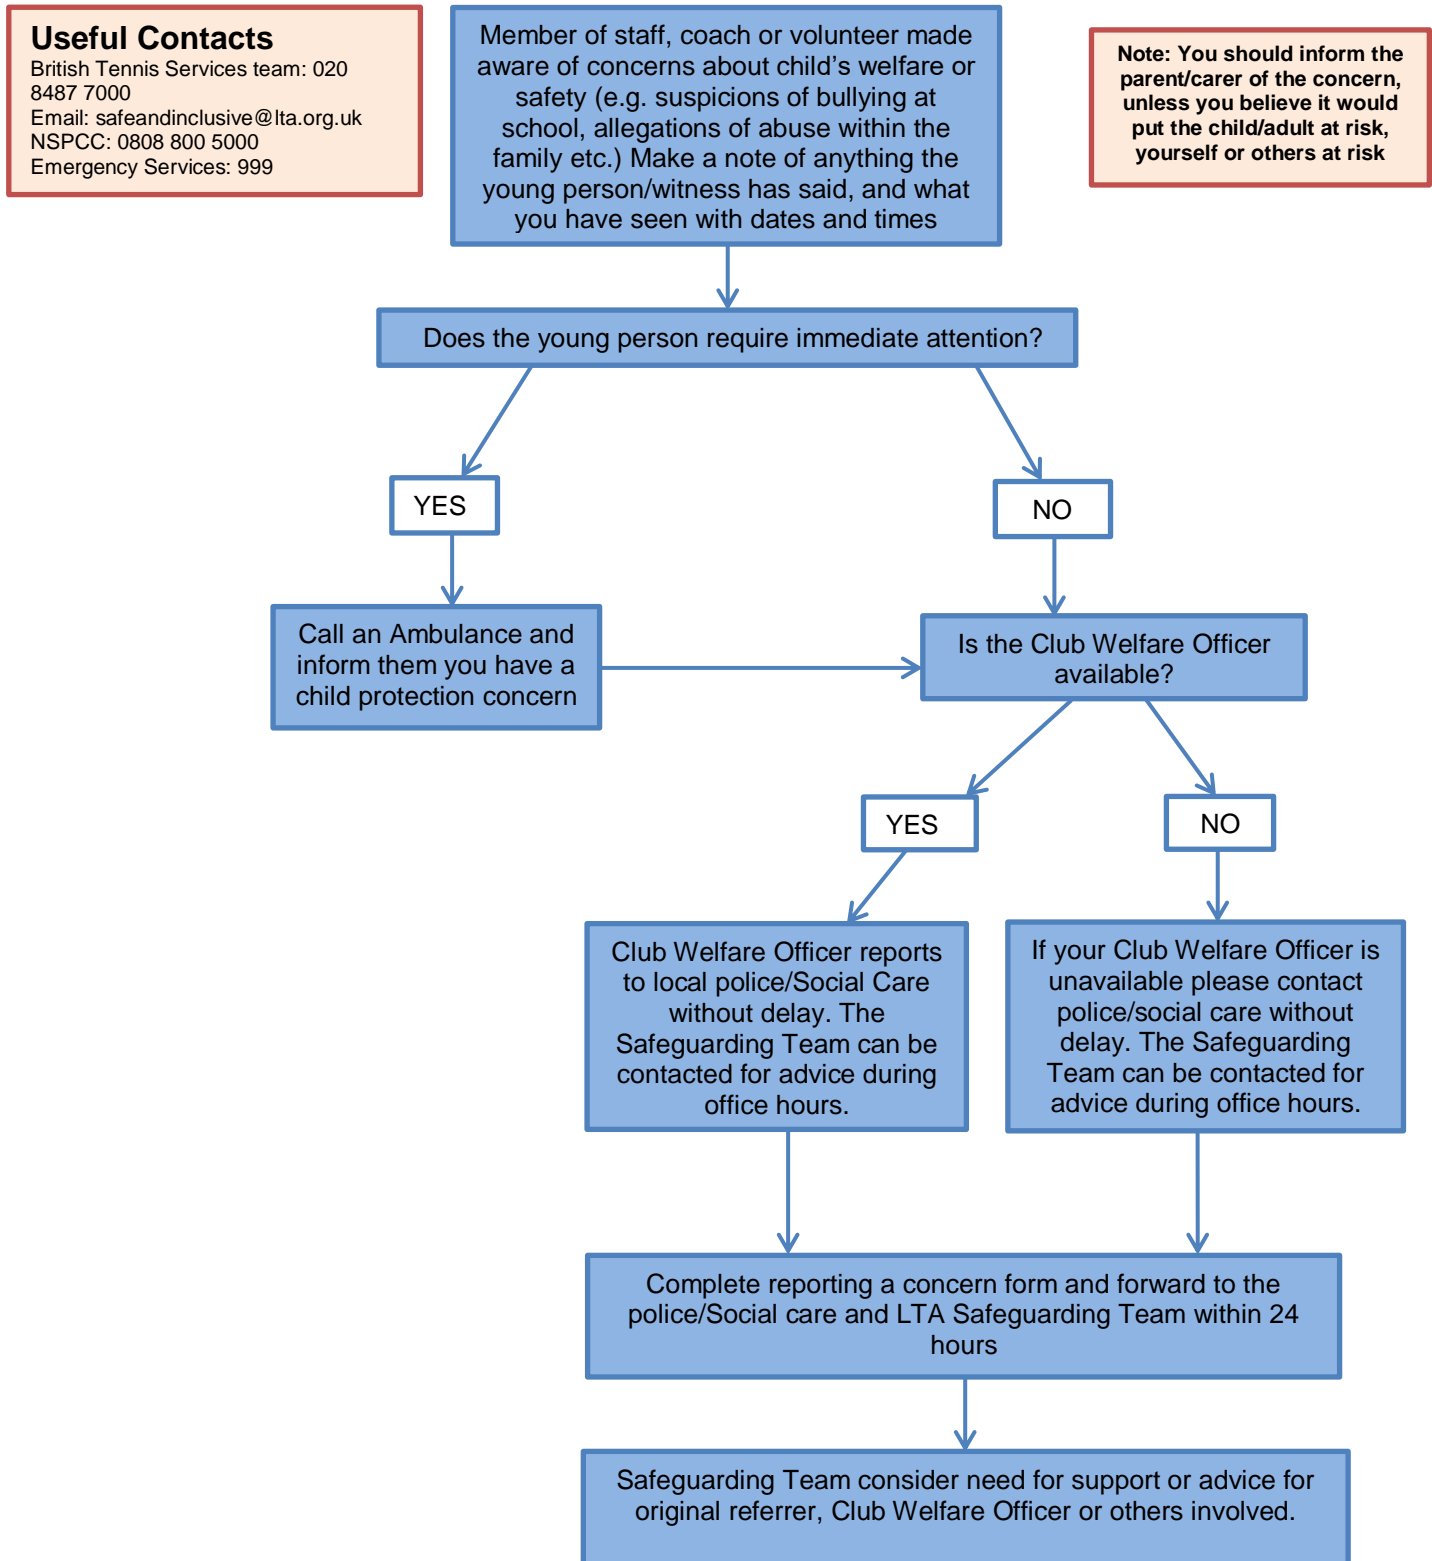 Useful Contacts
British Tennis Services team: 020
8487 7000
Email: safeandinclusive@lta.org.uk
NSPCC: 0808 800 5000
Emergency Services: 999
Member of staff, coach or volunteer made
aware of concerns about child's welfare or
safety (e.g. suspicions of bullying at
school, allegations of abuse within the
family etc.) Make a note of anything the
young person/witness has said, and what
you have seen with dates and times
Note: You should inform the
parent/carer of the concern,
unless you believe it would
put the child/adult at risk,
yourself or others at risk
Does the young person require immediate attention?
YES
NO
Call an Ambulance and
inform them you have a
child protection concern
Is the Club Welfare Officer
available?
YES
NO
Club Welfare Officer reports
to local police/Social Care
without delay. The
Safeguarding Team can be
contacted for advice during
office hours.
If your Club Welfare Officer is
unavailable please contact
police/social care without
delay. The Safeguarding
Team can be contacted for
advice during office hours.
Complete reporting a concern form and forward to the
police/Social care and LTA Safeguarding Team within 24
hours
Safeguarding Team consider need for support or advice for
original referrer, Club Welfare Officer or others involved.